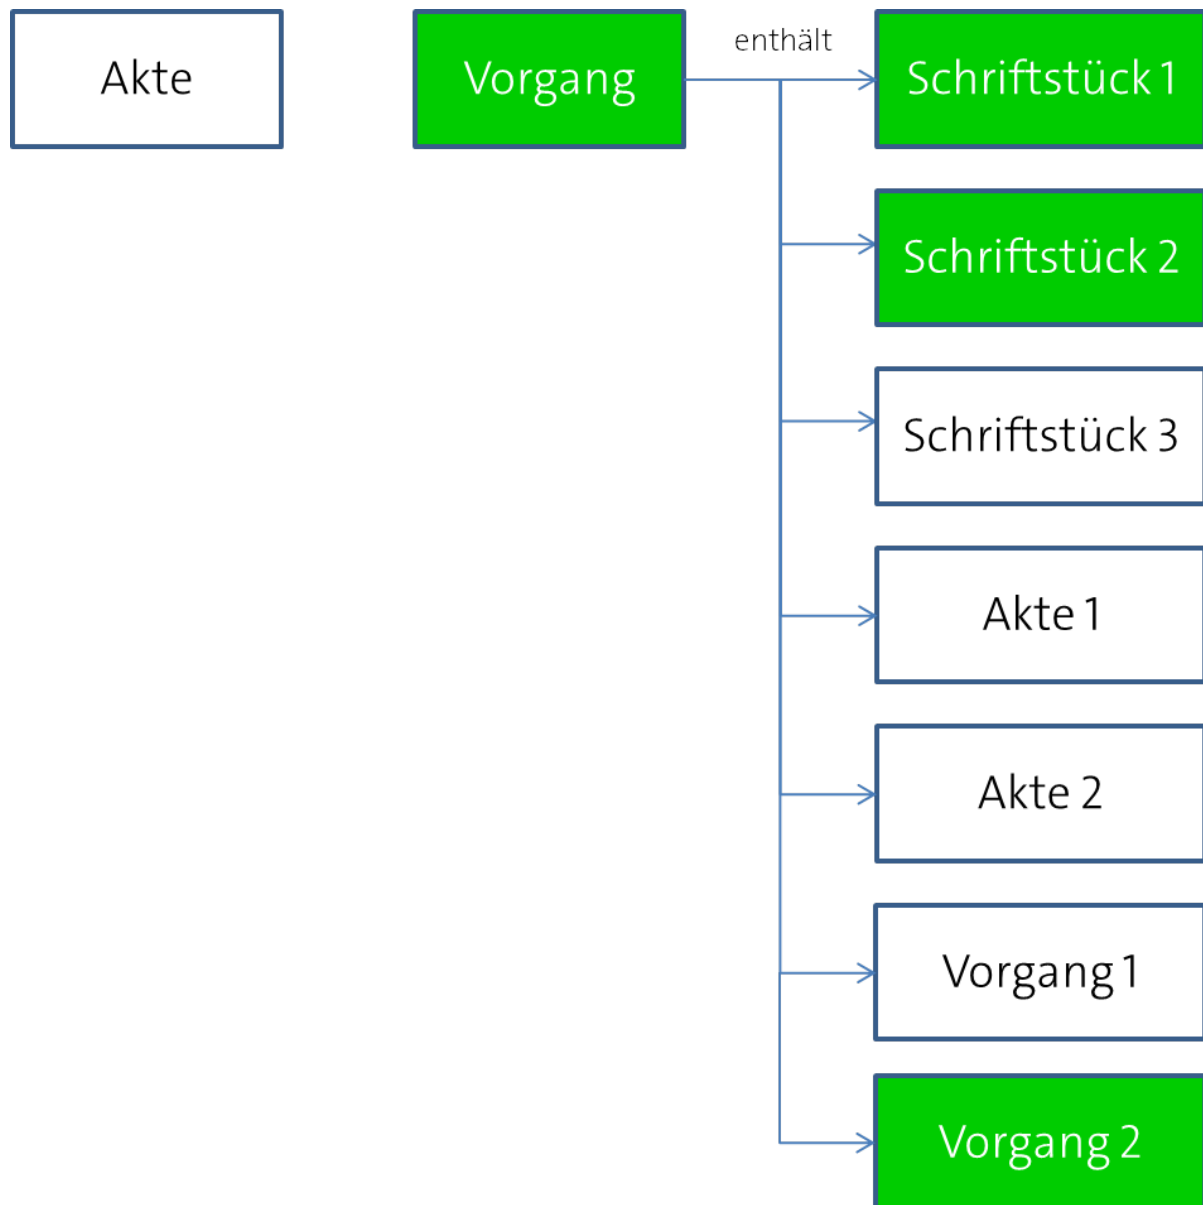 Akte
Vorgang
enthält
Schriftstück 1
Schriftstück 2
Schriftstück 3
Akte 1
Akte 2
Vorgang 1
Vorgang 2